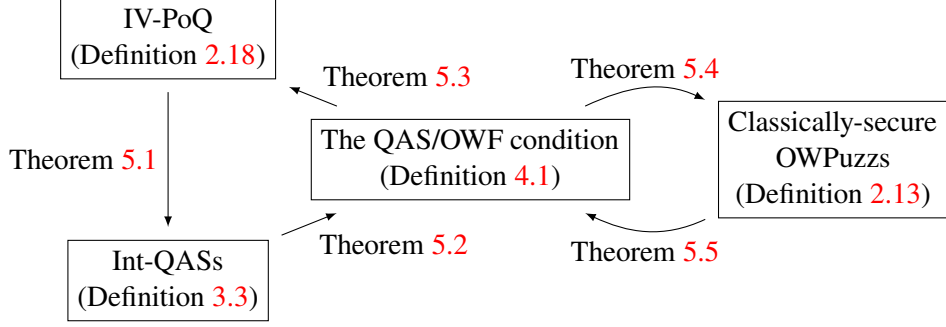 IV-PoQ
(Definition 2.18)
Theorem 5.3
Theorem 5.4
Theorem 5.1
The QAS/OWF condition
(Definition 4.1)
Classically-secure
OWPuzzs
(Definition 2.13)
Theorem 5.2
Theorem 5.5
Int-QASs
(Definition 3.3)